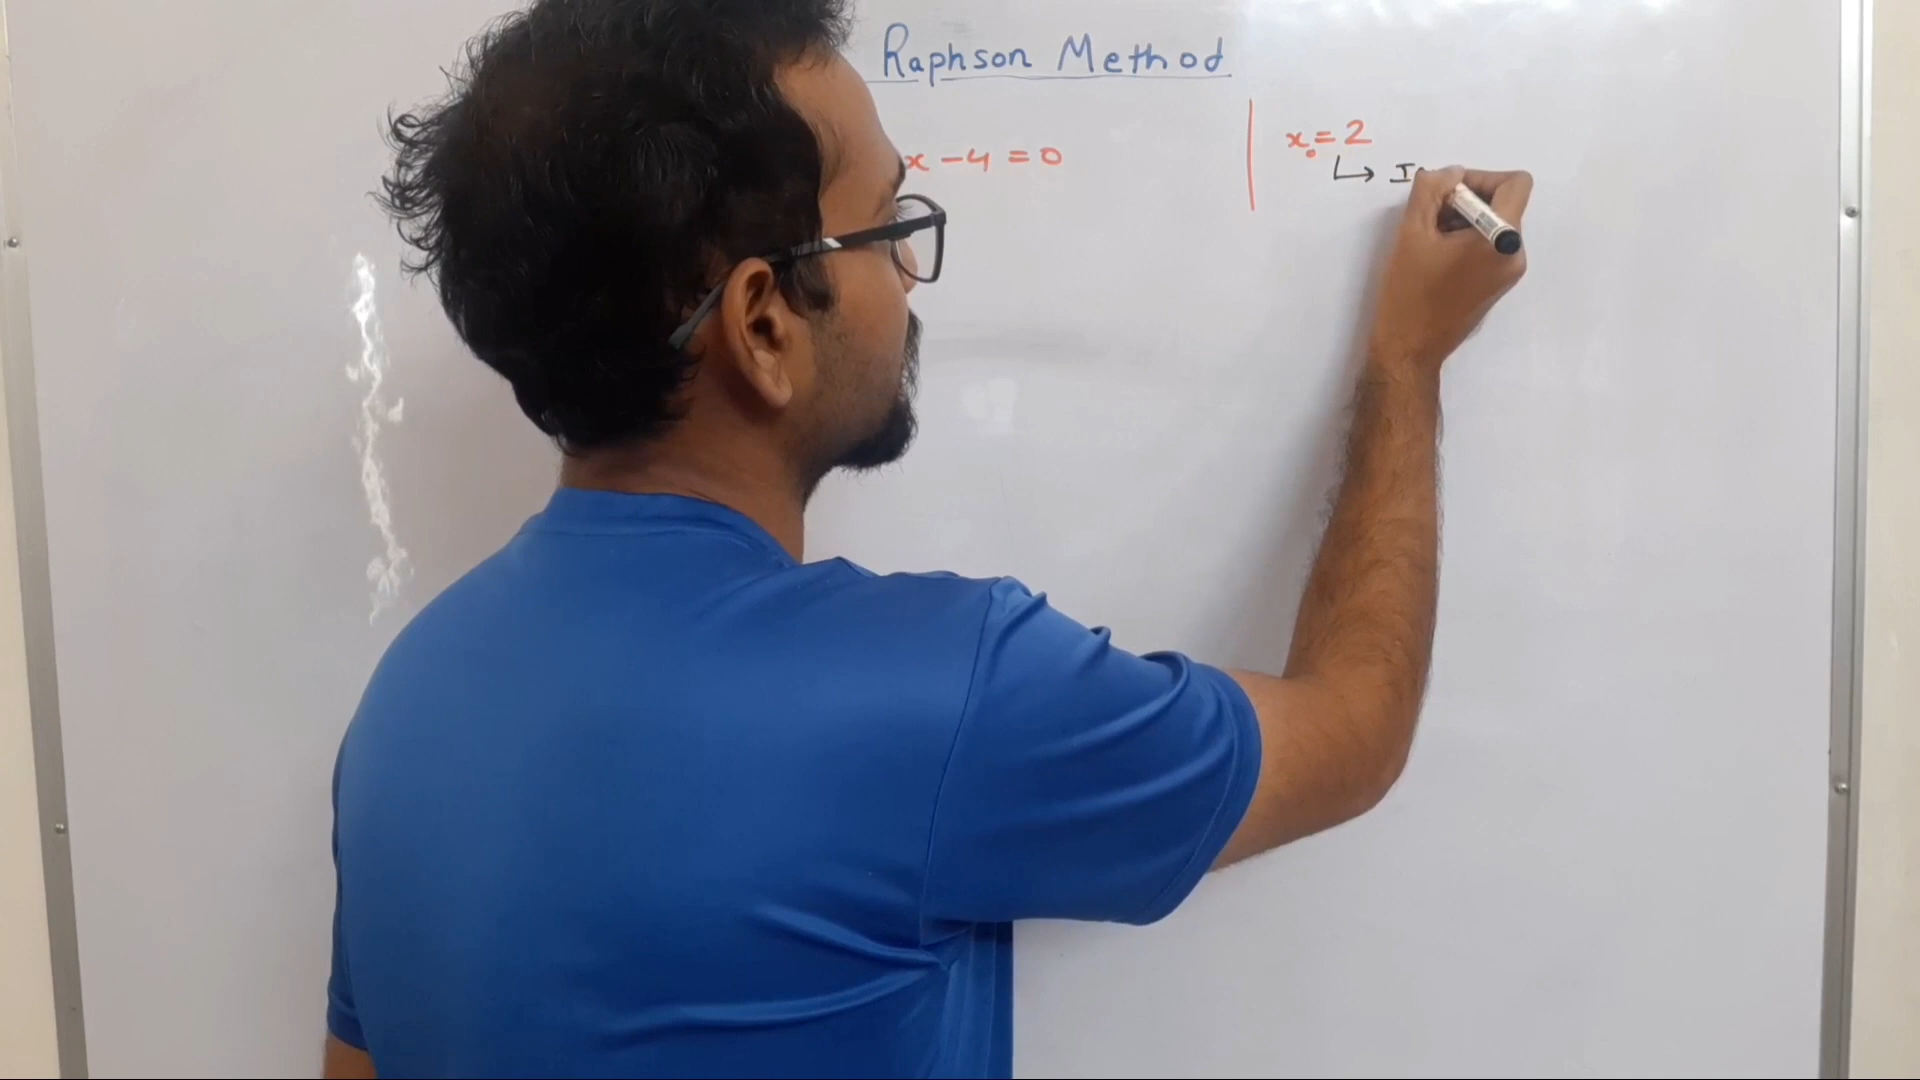 Raphson Method
x - 4 = 0
x₀ = 2
↳